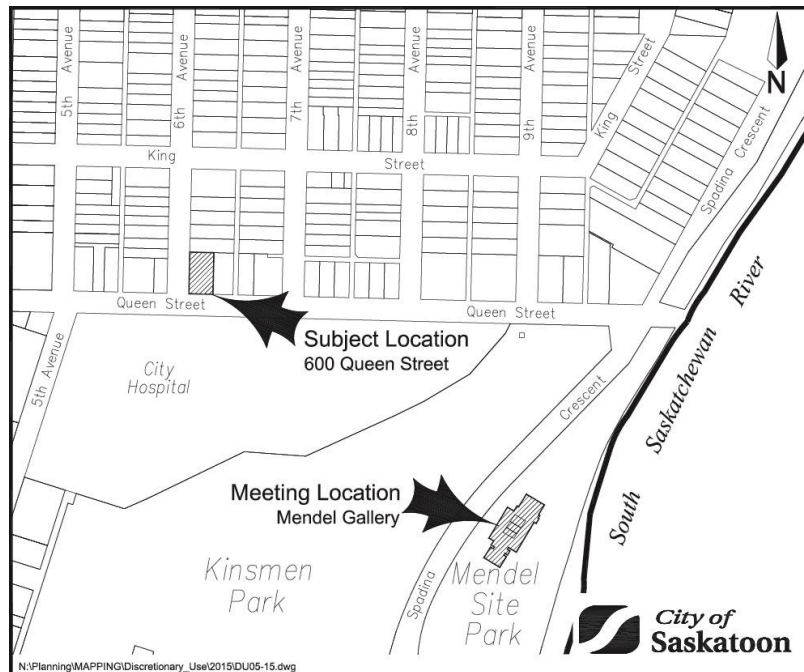 5th Avenue
6th Avenue
7th Avenue
8th Avenue
9th Avenue
King Street
N
King
Street
Spadina Crescent
Queen Street
Queen Street
Subject Location
600 Queen Street
5th Avenue
City
Hospital
Crescent
South Saskatchewan River
Meeting Location
Mendel Gallery
Kinsmen
Park
Spadina
Mendel
Site
Park
City of
Saskatoon
N:\Planning\MAPPING\Discretionary_Use\2015\DU05-15.dwg